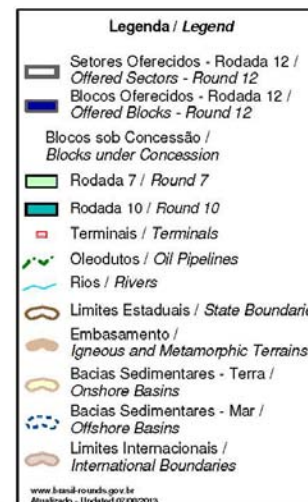 Legenda / Legend
Setores Oferecidos - Rodada 12 /
Offered Sectors - Round 12
Blocos Oferecidos - Rodada 12 /
Offered Blocks - Round 12
Blocos sob Concessão /
Blocks under Concession
Rodada 7 / Round 7
Rodada 10 / Round 10
Terminais / Terminals
Oleodutos / Oil Pipelines
Rios / Rivers
Limites Estaduais / State Boundarie
Embasamento /
Igneous and Metamorphic Terrains
Bacias Sedimentares - Terra /
Onshore Basins
Bacias Sedimentares - Mar /
Offshore Basins
Limites Internacionais /
International Boundaries
www.brasil-rounds.gov.br
Atualizado - Updated